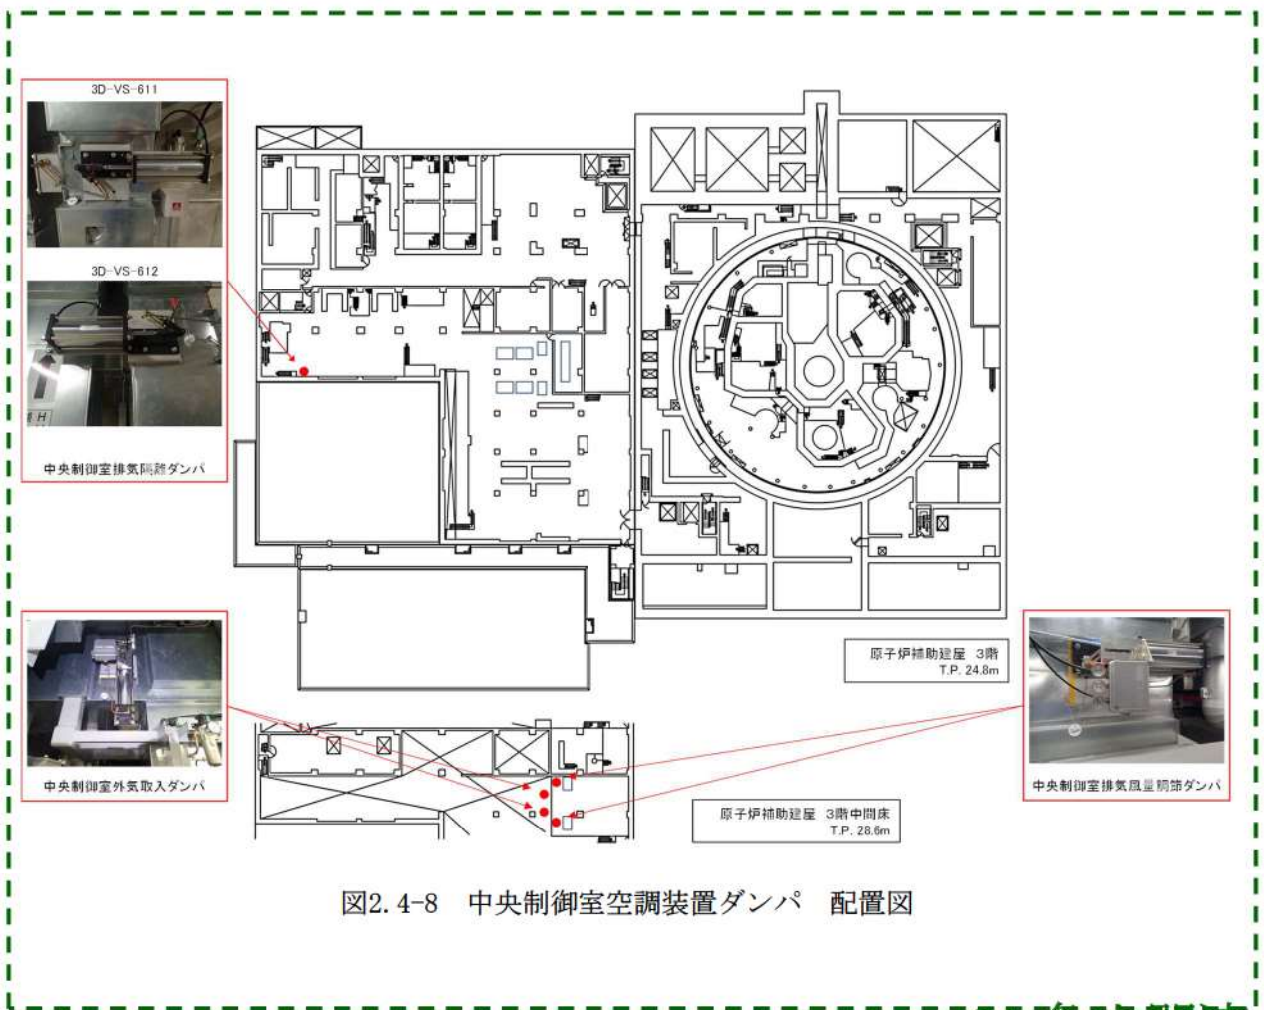 3D-VS-611
3D-VS-612
中央制御室排気隔離ダンパ
原子炉補助建屋 3階
T.P. 24.8m
中央制御室外気取入ダンパ
中央制御室排気風量調節ダンパ
原子炉補助建屋 3階中間床
T.P. 28.6m
図2.4-8 中央制御室空調装置ダンパ 配置図